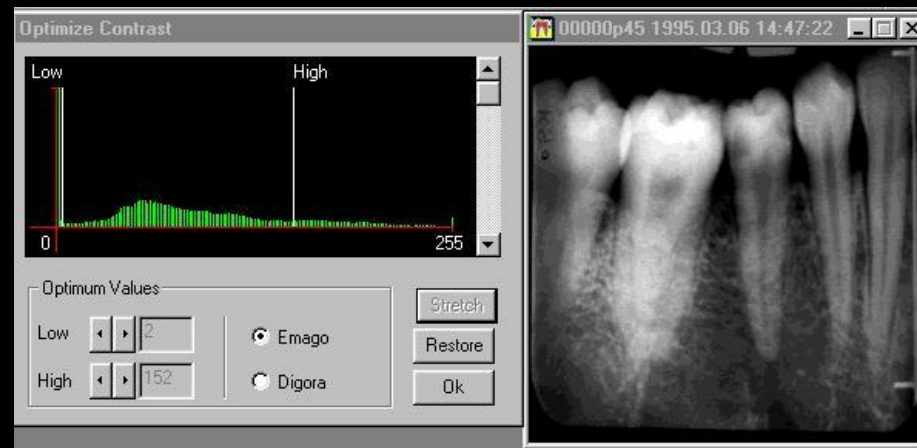 Optimize Contrast
Low High
0 255
Optimum Values
Low 2
High 152
Emago
Digora
Stretch
Restore
Ok
00000p45 1995.03.06 14:47:22